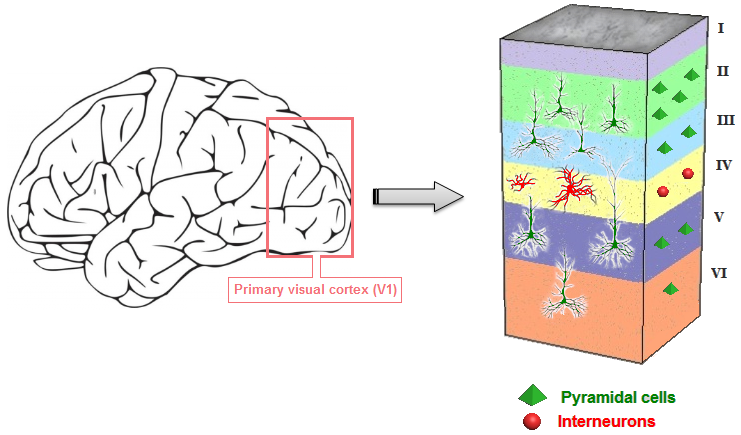 I
II
III
IV
V
VI
Primary visual cortex (V1)
Pyramidal cells
Interneurons